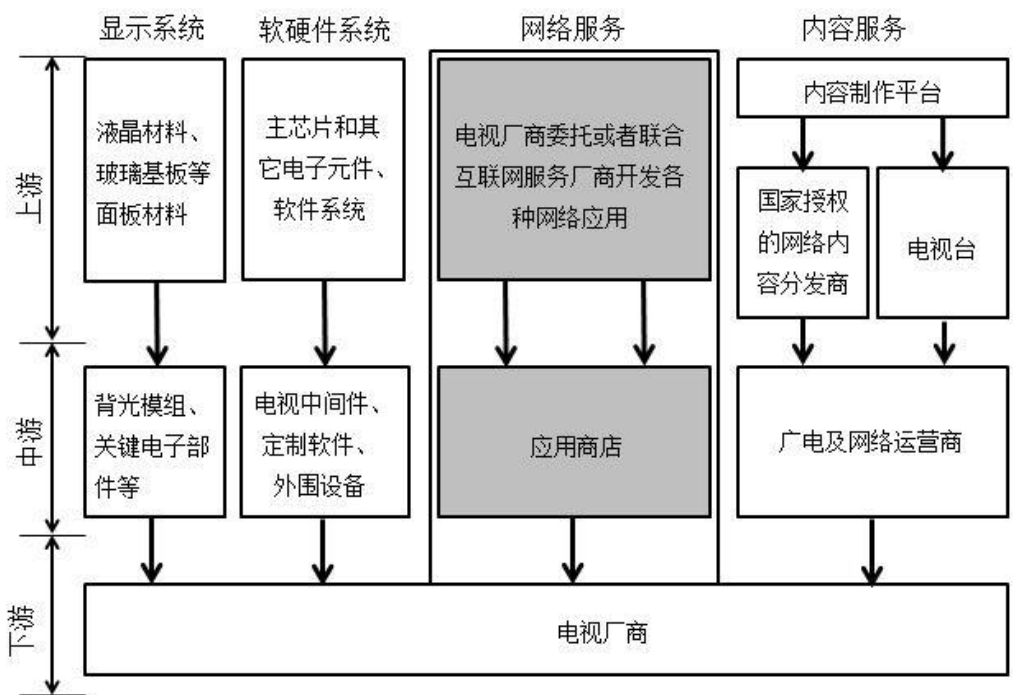 显示系统
软硬件系统
网络服务
内容服务
上游
液晶材料、
玻璃基板等
面板材料
主芯片和其
它电子元件、
软件系统
电视厂商委托或者联合
互联网服务厂商开发各
种网络应用
内容制作平台
国家授权
的网络内
容分发商
电视台
中游
背光模组、
关键电子部
件等
电视中间件、
定制软件、
外围设备
应用商店
广电及网络运营商
下游
电视厂商